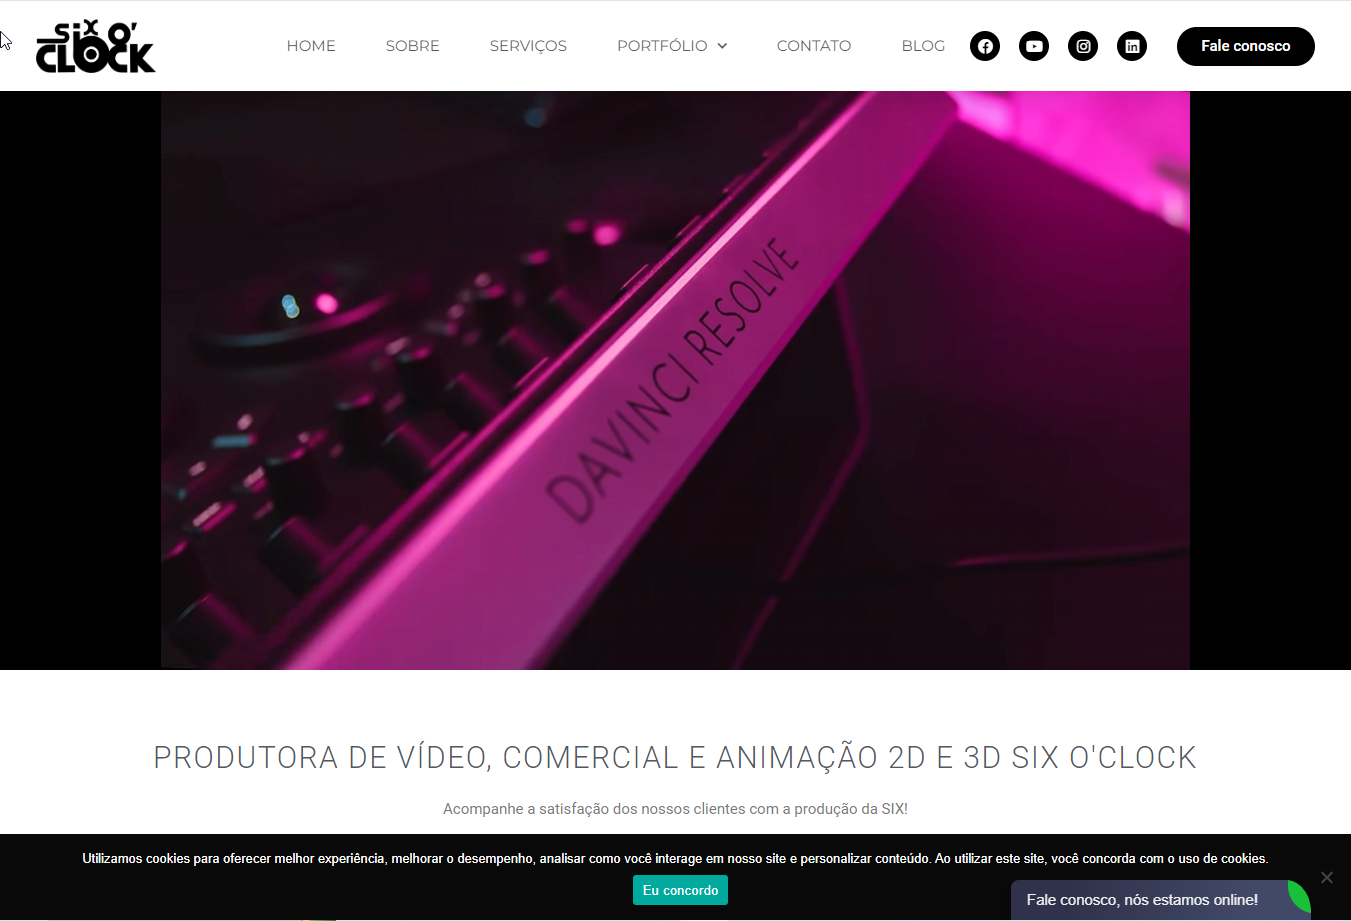 SIX O'
CLOCK
HOME
SOBRE
SERVIÇOS
PORTFÓLIO
CONTATO
BLOG
Fale conosco
DAVINCI RESOLVE
PRODUTORA DE VÍDEO, COMERCIAL E ANIMAÇÃO 2D E 3D SIX O'CLOCK
Acompanhe a satisfação dos nossos clientes com a produção da SIX!
Utilizamos cookies para oferecer melhor experiência, melhorar o desempenho, analisar como você interage em nosso site e personalizar conteúdo. Ao utilizar este site, você concorda com o uso de cookies.
Eu concordo
Fale conosco, nós estamos online!